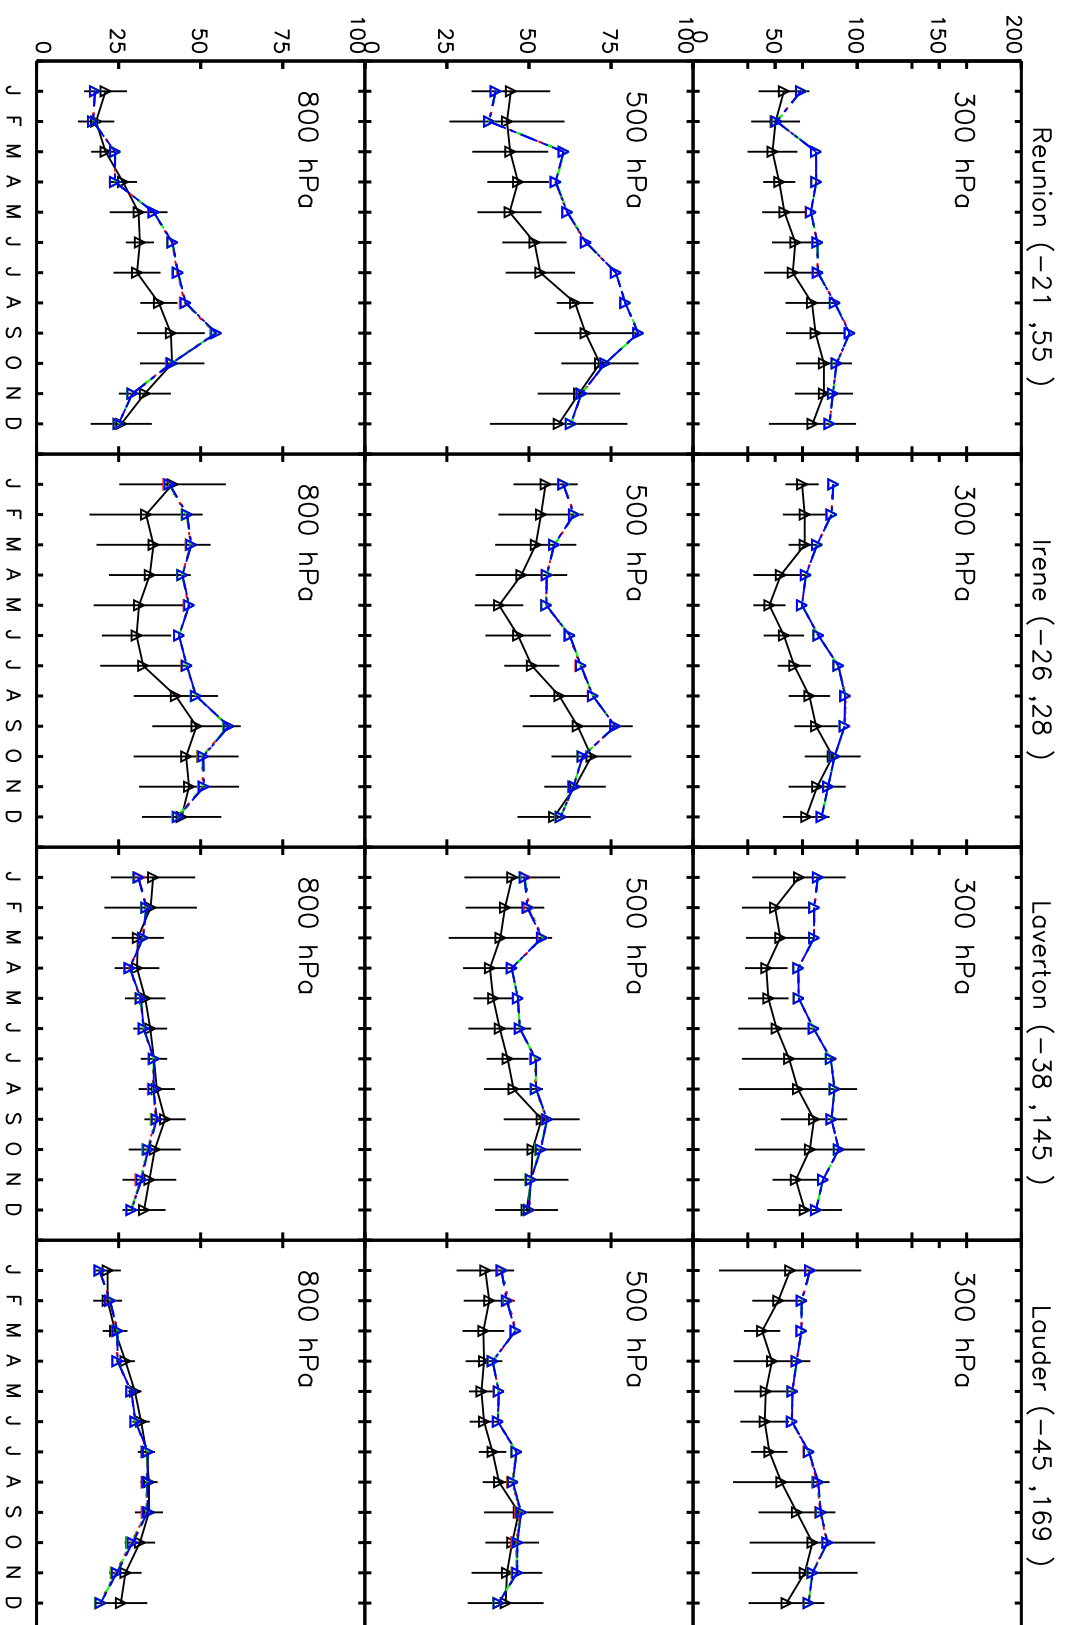 Reunion (−21 ,55 )
Irene (−26 ,28 )
Laverton (−38 ,145 )
Lauder (−45 ,169 )
200
150
100
50
0
300 hPa
300 hPa
300 hPa
300 hPa
100
75
50
25
0
500 hPa
500 hPa
500 hPa
500 hPa
100
75
50
25
0
800 hPa
800 hPa
800 hPa
800 hPa
J F M A M J J A S O N D
J F M A M J J A S O N D
J F M A M J J A S O N D
J F M A M J J A S O N D